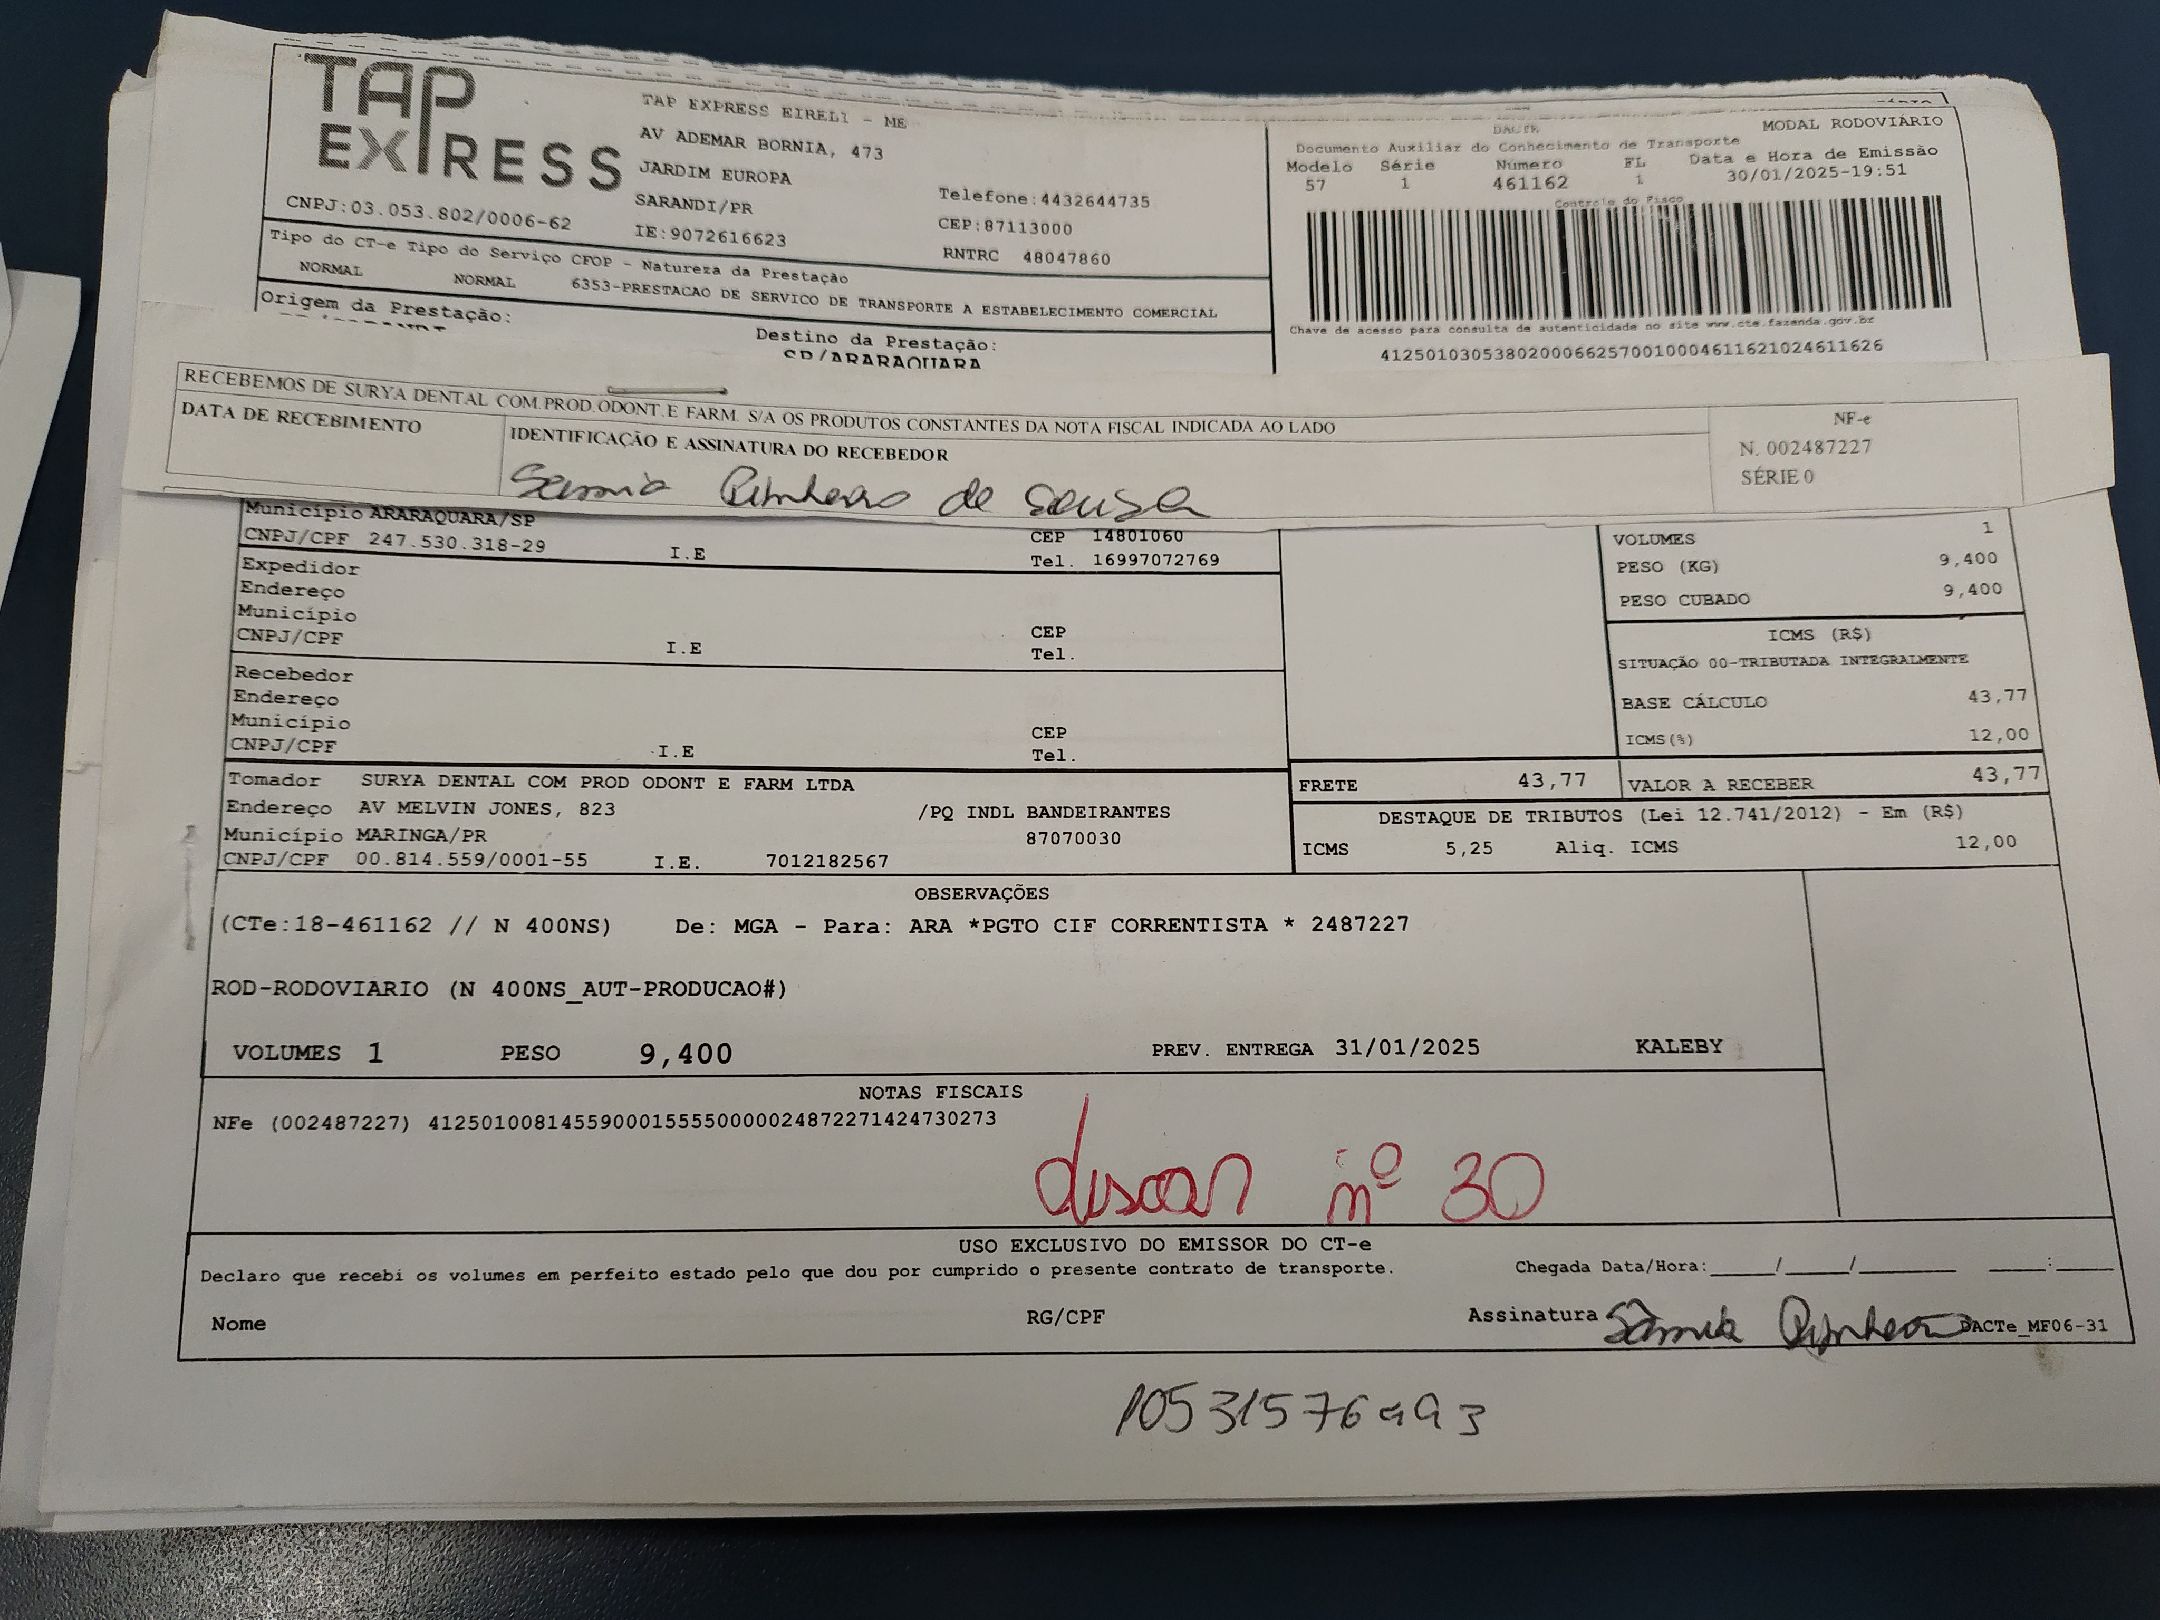 TAP EXPRESS
TAP EXPRESS EIRELI - ME
AV ADEMAR BORNIA, 473
JARDIM EUROPA
SARANDI/PR
IE:9072616623
Telefone:4432644735
CEP:87113000
RNTRC 48047860
CNPJ:03.053.802/0006-62
Tipo do CT-e Tipo do Serviço CFOP - Natureza da Prestação
NORMAL NORMAL 6353-PRESTACAO DE SERVICO DE TRANSPORTE A ESTABELECIMENTO COMERCIAL
Origem da Prestação:
Destino da Prestação:
SP/ARARAQUARA
DACTE
MODAL RODOVIÁRIO
Documento Auxiliar do Conhecimento de Transporte
Modelo Série Número FL Data e Hora de Emissão
57 1 461162 1 30/01/2025-19:51
Controle do Fisco
Chave de acesso para consulta de autenticidade no site www.cte.fazenda.gov.br
41250103053802000662570010004611621024611626
RECEBEMOS DE SURYA DENTAL COM.PROD.ODONT.E FARM. S/A OS PRODUTOS CONSTANTES DA NOTA FISCAL INDICADA AO LADO
DATA DE RECEBIMENTO
IDENTIFICAÇÃO E ASSINATURA DO RECEBEDOR
Samia Pinheiro de Sousa
NF-e
N. 002487227
SÉRIE 0
Município ARARAQUARA/SP CEP 14801060
CNPJ/CPF 247.530.318-29 I.E Tel. 16997072769
Expedidor
Endereço
Município CEP
CNPJ/CPF I.E Tel.
Recebedor
Endereço
Município CEP
CNPJ/CPF I.E Tel.
VOLUMES 1
PESO (KG) 9,400
PESO CUBADO 9,400
ICMS (R$)
SITUAÇÃO 00-TRIBUTADA INTEGRALMENTE
BASE CÁLCULO 43,77
ICMS(%) 12,00
Tomador SURYA DENTAL COM PROD ODONT E FARM LTDA
Endereço AV MELVIN JONES, 823 /PQ INDL BANDEIRANTES
Município MARINGA/PR 87070030
CNPJ/CPF 00.814.559/0001-55 I.E. 7012182567
FRETE 43,77 VALOR A RECEBER 43,77
DESTAQUE DE TRIBUTOS (Lei 12.741/2012) - Em (R$)
ICMS 5,25 Aliq. ICMS 12,00
OBSERVAÇÕES
(CTe:18-461162 // N 400NS) De: MGA - Para: ARA *PGTO CIF CORRENTISTA * 2487227
ROD-RODOVIARIO (N 400NS_AUT-PRODUCAO#)
VOLUMES 1 PESO 9,400 PREV. ENTREGA 31/01/2025 KALEBY
NOTAS FISCAIS
NFe (002487227) 41250100814559000155550000024872271424730273
nº 30
USO EXCLUSIVO DO EMISSOR DO CT-e
Declaro que recebi os volumes em perfeito estado pelo que dou por cumprido o presente contrato de transporte. Chegada Data/Hora:_____/_____/________ _____:_____
Nome RG/CPF Assinatura Samia Pinheiro DACTe_MF06-31